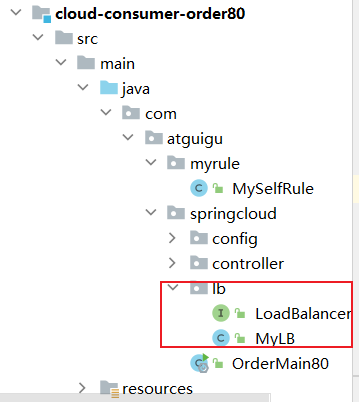 cloud-consumer-order80
src
main
java
com
atguigu
myrule
C MySelfRule
springcloud
config
controller
lb
I LoadBalancer
C MyLB
OrderMain80
resources